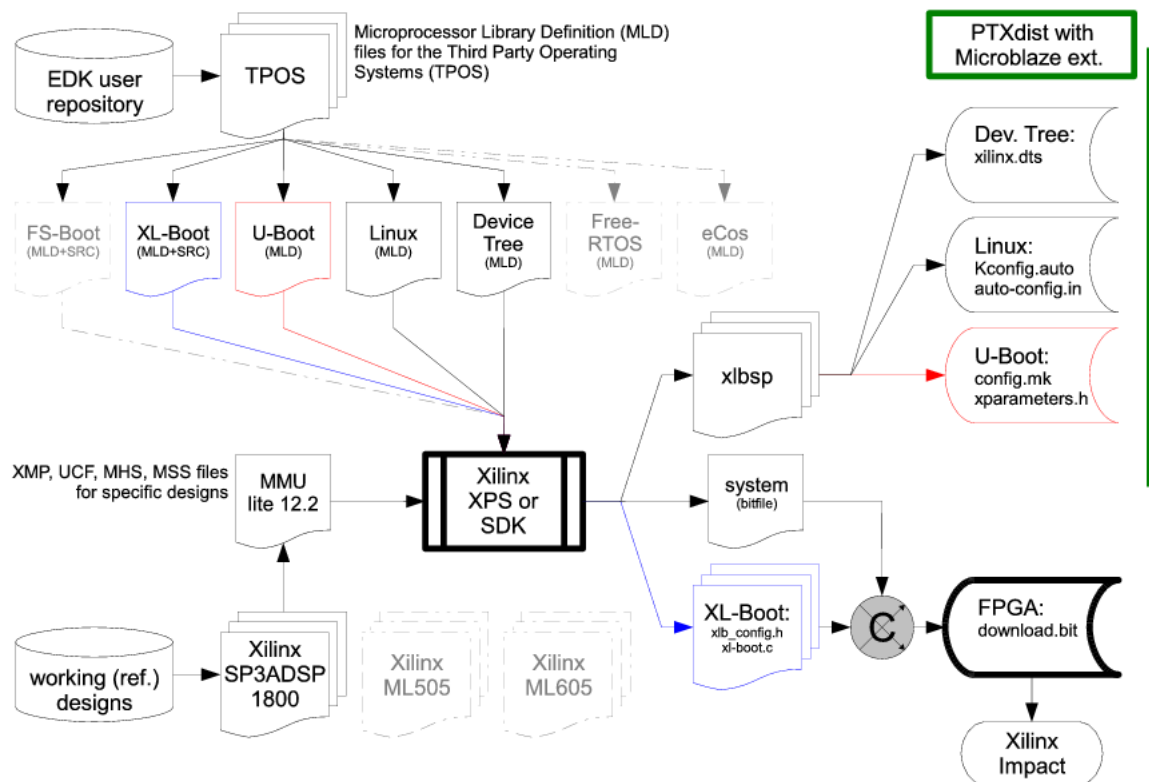 EDK user
repository
TPOS
Microprocessor Library Definition (MLD)
files for the Third Party Operating
Systems (TPOS)
PTXdist with
Microblaze ext.
Dev. Tree:
xilinx.dts
FS-Boot
(MLD+SRC)
XL-Boot
(MLD+SRC)
U-Boot
(MLD)
Linux
(MLD)
Device
Tree
(MLD)
Free-
RTOS
(MLD)
eCos
(MLD)
Linux:
Kconfig.auto
auto-config.in
xlbsp
U-Boot:
config.mk
xparameters.h
XMP, UCF, MHS, MSS files
for specific designs
MMU
lite 12.2
Xilinx
XPS or
SDK
system
(bitfile)
XL-Boot:
xlb_config.h
xl-boot.c
C
FPGA:
download.bit
working (ref.)
designs
Xilinx
SP3ADSP
1800
Xilinx
ML505
Xilinx
ML605
Xilinx
Impact